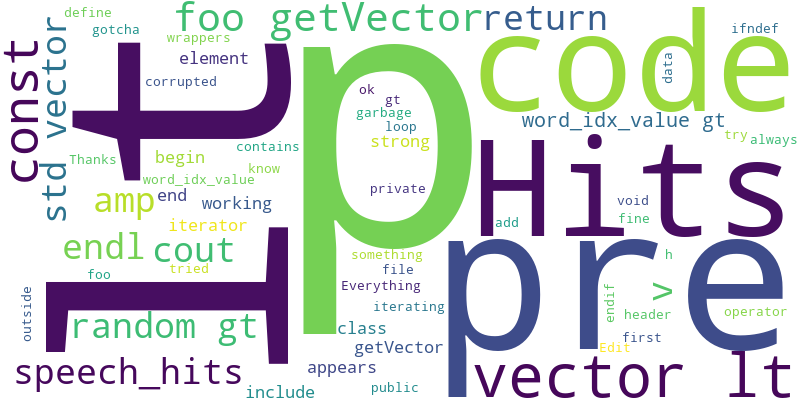 define
foo getVector
return
ifndef
gotcha
wrappers
code
const
std vector
element
data
corrupted
ok
gt
garbage
loop
strong
word_idx_value gt
try
always
lt
p
Hits
Thanks
begin
contains
know
word_idx_value
end
private
amp
working
void
fine
add
iterator
endl
cout
something
pre
h
foo
tried
file
Everything
>
endif
iterating
header
operator
outside
random gt
class
first
getVector
Edit
speech_hits
appears
vector lt
include
public